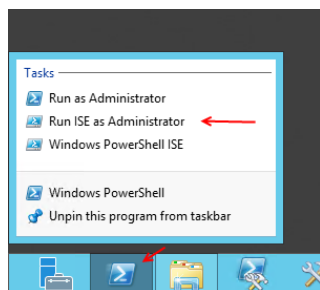 Tasks
Run as Administrator
Run ISE as Administrator
Windows PowerShell ISE
Windows PowerShell
Unpin this program from taskbar